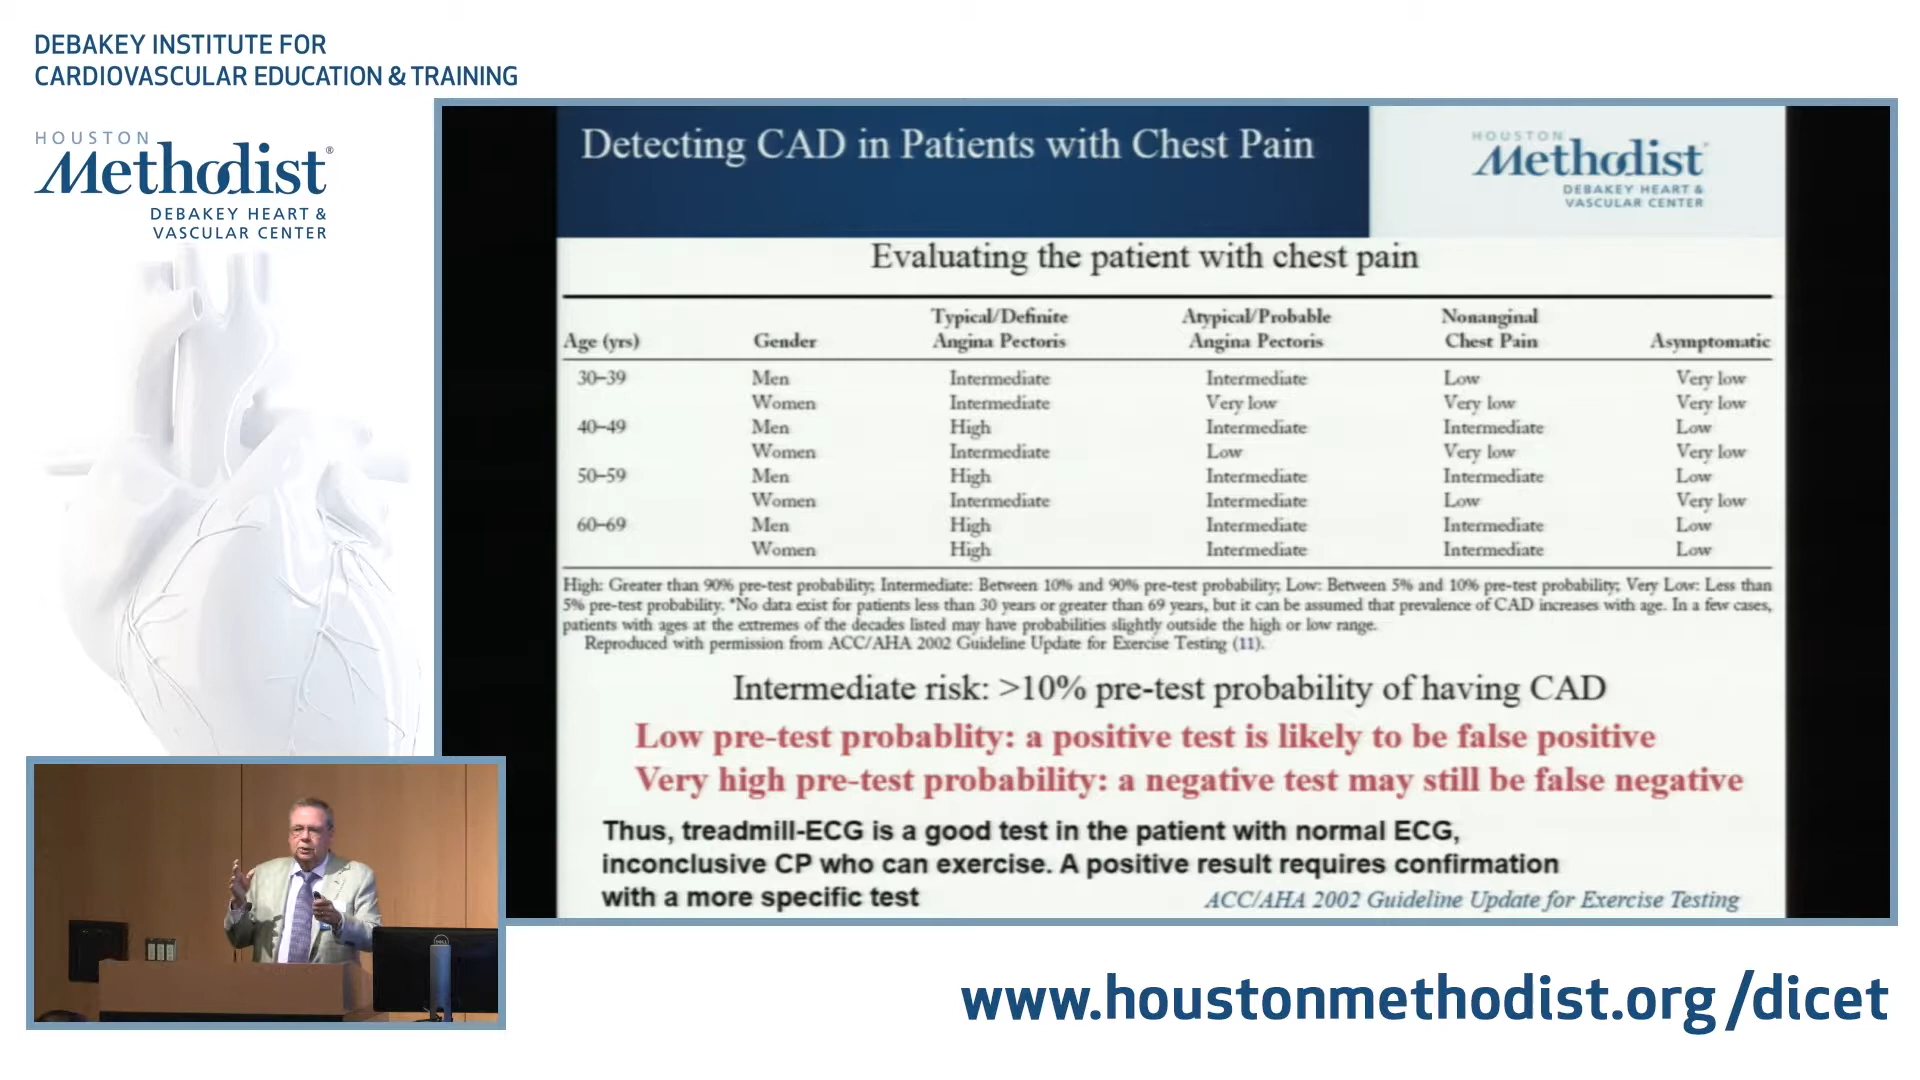 DEBAKEY INSTITUTE FOR
CARDIOVASCULAR EDUCATION & TRAINING
HOUSTON
Methodist®
DEBAKEY HEART &
VASCULAR CENTER
Detecting CAD in Patients with Chest Pain
HOUSTON
Methodist
DEBAKEY HEART &
VASCULAR CENTER
Evaluating the patient with chest pain
Typical/Definite Atypical/Probable Nonanginal
Age (yrs) Gender Angina Pectoris Angina Pectoris Chest Pain Asymptomatic
30–39 Men Intermediate Intermediate Low Very low
Women Intermediate Very low Very low Very low
40–49 Men High Intermediate Intermediate Low
Women Intermediate Low Very low Very low
50–59 Men High Intermediate Intermediate Low
Women Intermediate Intermediate Low Very low
60–69 Men High Intermediate Intermediate Low
Women High Intermediate Intermediate Low
High: Greater than 90% pre-test probability; Intermediate: Between 10% and 90% pre-test probability; Low: Between 5% and 10% pre-test probability; Very Low: Less than
5% pre-test probability. *No data exist for patients less than 30 years or greater than 69 years, but it can be assumed that prevalence of CAD increases with age. In a few cases,
patients with ages at the extremes of the decades listed may have probabilities slightly outside the high or low range.
Reproduced with permission from ACC/AHA 2002 Guideline Update for Exercise Testing (11).
Intermediate risk: >10% pre-test probability of having CAD
Low pre-test probablity: a positive test is likely to be false positive
Very high pre-test probability: a negative test may still be false negative
Thus, treadmill-ECG is a good test in the patient with normal ECG,
inconclusive CP who can exercise. A positive result requires confirmation
with a more specific test
ACC/AHA 2002 Guideline Update for Exercise Testing
DELL
www.houstonmethodist.org/dicet